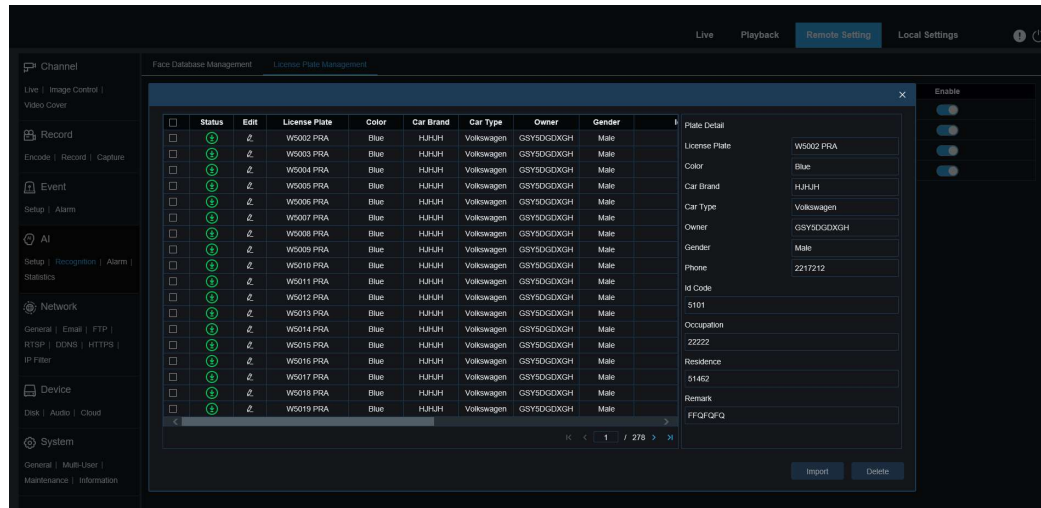 Live Playback Remote Setting Local Settings
Channel
Live | Image Control |
Video Cover
Record
Encode | Record | Capture
Event
Setup | Alarm
AI
Setup | Recognition | Alarm |
Statistics
Network
General | Email | FTP |
RTSP | DDNS | HTTPS |
IP Filter
Device
Disk | Audio | Cloud
System
General | Multi-User |
Maintenance | Information
Face Database Management License Plate Management
Enable
Status Edit License Plate Color Car Brand Car Type Owner Gender
W5002 PRA Blue HJHJH Volkswagen GSY5DGDXGH Male
W5003 PRA Blue HJHJH Volkswagen GSY5DGDXGH Male
W5004 PRA Blue HJHJH Volkswagen GSY5DGDXGH Male
W5005 PRA Blue HJHJH Volkswagen GSY5DGDXGH Male
W5006 PRA Blue HJHJH Volkswagen GSY5DGDXGH Male
W5007 PRA Blue HJHJH Volkswagen GSY5DGDXGH Male
W5008 PRA Blue HJHJH Volkswagen GSY5DGDXGH Male
W5009 PRA Blue HJHJH Volkswagen GSY5DGDXGH Male
W5010 PRA Blue HJHJH Volkswagen GSY5DGDXGH Male
W5011 PRA Blue HJHJH Volkswagen GSY5DGDXGH Male
W5012 PRA Blue HJHJH Volkswagen GSY5DGDXGH Male
W5013 PRA Blue HJHJH Volkswagen GSY5DGDXGH Male
W5014 PRA Blue HJHJH Volkswagen GSY5DGDXGH Male
W5015 PRA Blue HJHJH Volkswagen GSY5DGDXGH Male
W5016 PRA Blue HJHJH Volkswagen GSY5DGDXGH Male
W5017 PRA Blue HJHJH Volkswagen GSY5DGDXGH Male
W5018 PRA Blue HJHJH Volkswagen GSY5DGDXGH Male
W5019 PRA Blue HJHJH Volkswagen GSY5DGDXGH Male
1 / 278
Plate Detail
License Plate W5002 PRA
Color Blue
Car Brand HJHJH
Car Type Volkswagen
Owner GSY5DGDXGH
Gender Male
Phone 2217212
Id Code
5101
Occupation
22222
Residence
51462
Remark
FFQFQFQ
Import Delete